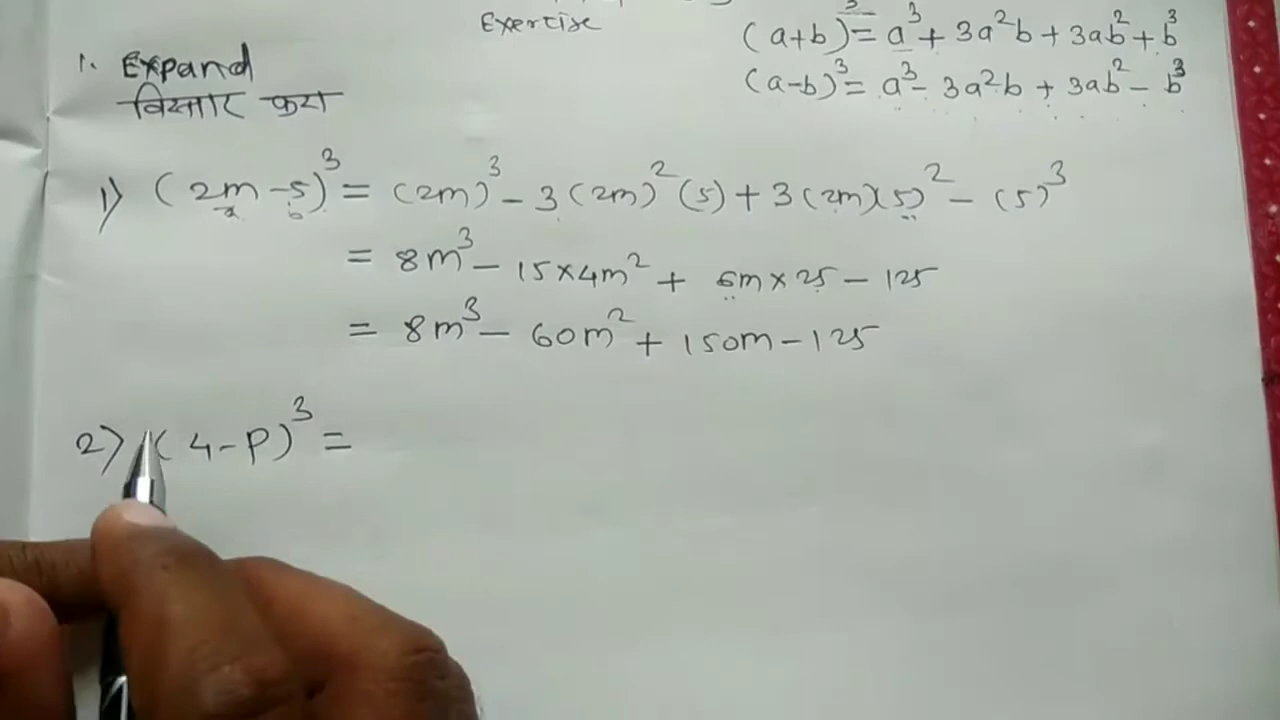 Exertise
(a+b)³ = a³ + 3a²b + 3ab² + b³
(a-b)³ = a³ - 3a²b + 3ab² - b³
1. Expand
विस्तार करा
1) (2m-5)³ = (2m)³ - 3(2m)²(5) + 3(2m)(5)² - (5)³
a b
= 8m³ - 15×4m² + 6m×25 - 125
= 8m³ - 60m² + 150m - 125
2) (4-P)³ =